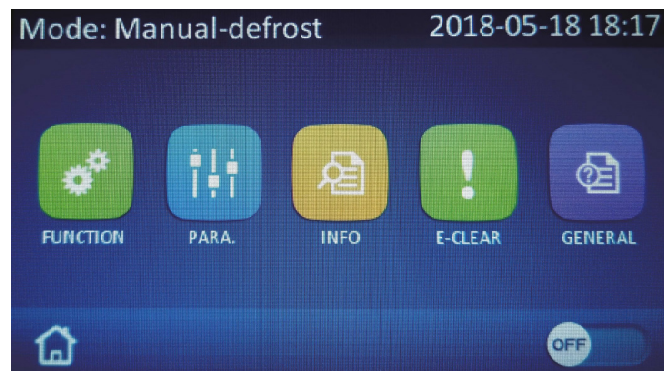 Mode: Manual-defrost 2018-05-18 18:17
FUNCTION PARA. INFO E-CLEAR GENERAL
OFF